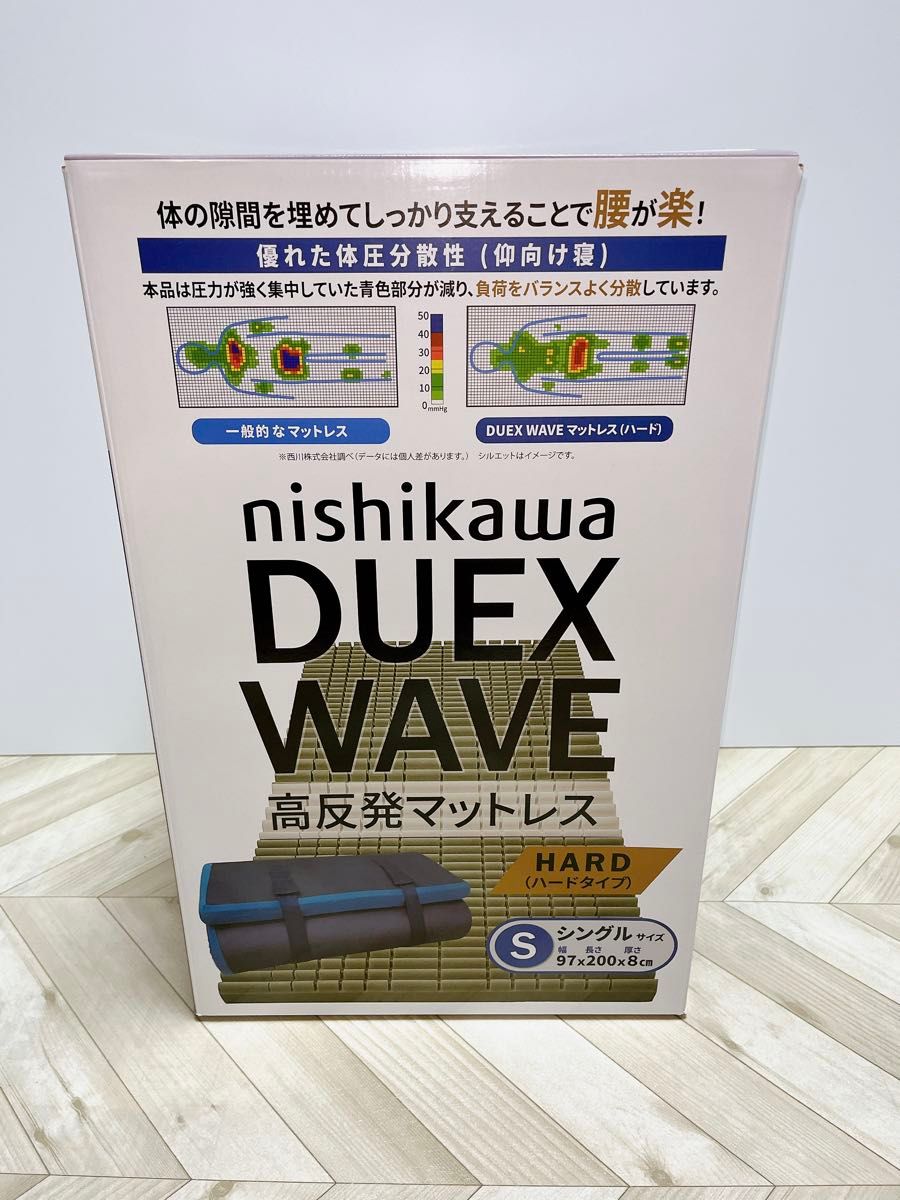 体の隙間を埋めてしっかり支えることで腰が楽!
優れた体圧分散性 (仰向け寝)
本品は圧力が強く集中していた青色部分が減り、負荷をバランスよく分散しています。
50
40
30
20
10
0mmHg
一般的なマットレス
DUEX WAVE マットレス(ハード)
※西川株式会社調べ(データには個人差があります。) シルエットはイメージです。
nishikawa
DUEX
WAVE
高反発マットレス
HARD
(ハードタイプ)
S シングルサイズ
幅 長さ 厚さ
97x200x8cm